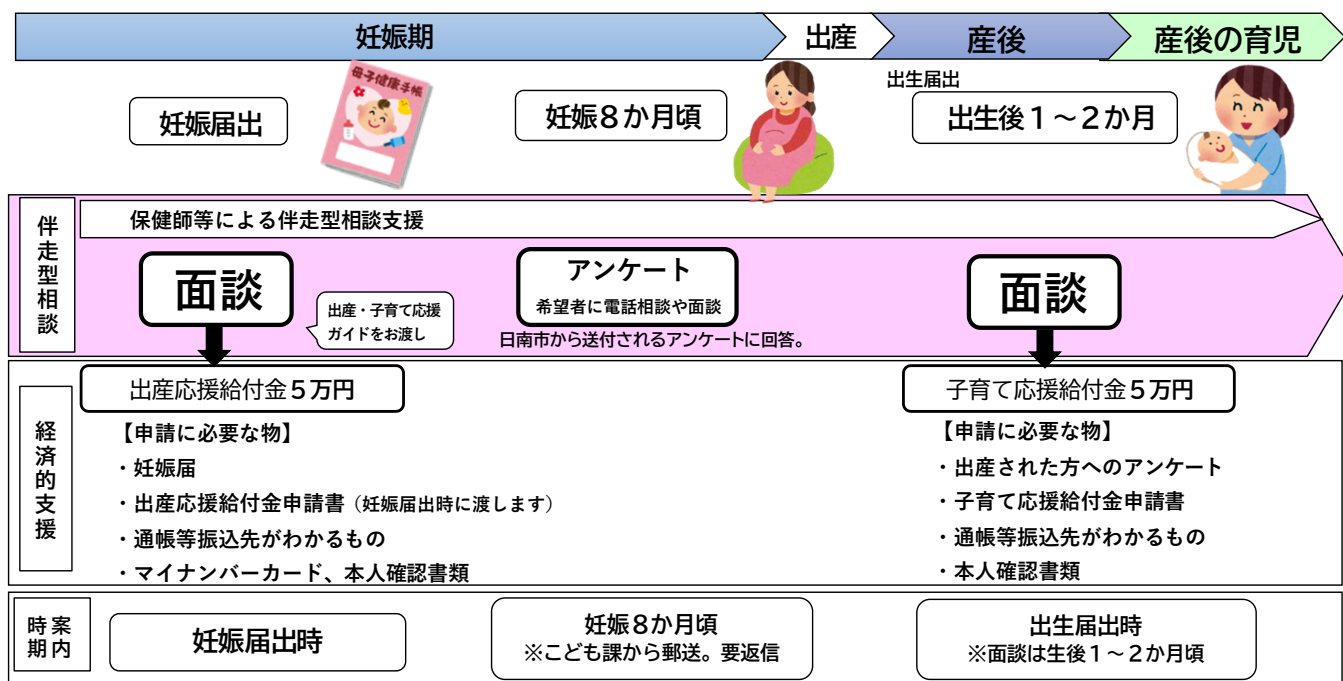 妊娠期
出産
産後
産後の育児
母子健康手帳
妊娠届出
妊娠８か月頃
出生届出
出生後１～２か月
伴走型相談
保健師等による伴走型相談支援
面談
出産・子育て応援
ガイドをお渡し
アンケート
希望者に電話相談や面談
日南市から送付されるアンケートに回答。
面談
経済的支援
出産応援給付金５万円
【申請に必要な物】
・妊娠届
・出産応援給付金申請書（妊娠届出時に渡します）
・通帳等振込先がわかるもの
・マイナンバーカード、本人確認書類
子育て応援給付金５万円
【申請に必要な物】
・出産された方へのアンケート
・子育て応援給付金申請書
・通帳等振込先がわかるもの
・本人確認書類
案内時期
妊娠届出時
妊娠８か月頃
※こども課から郵送。要返信
出生届出時
※面談は生後１～２か月頃